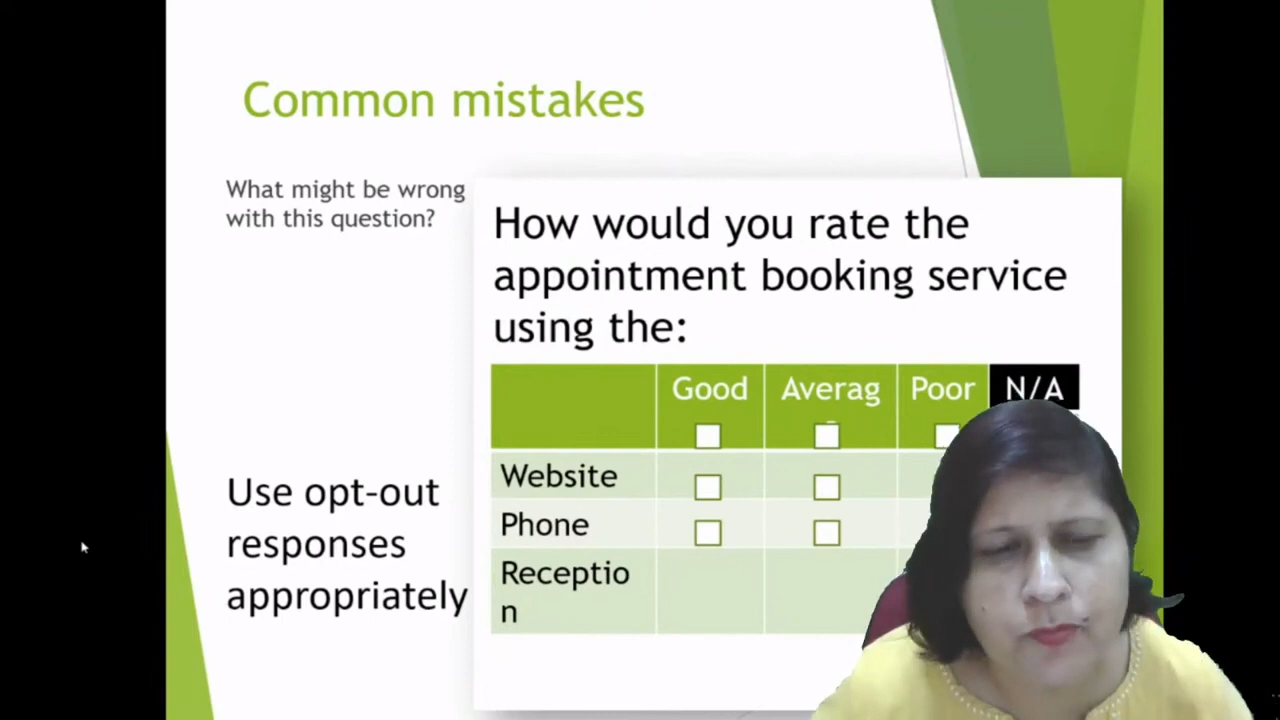 Common mistakes
What might be wrong
with this question?
How would you rate the
appointment booking service
using the:
Good Averag Poor N/A
Website
Phone
Receptio
n
Use opt-out
responses
appropriately